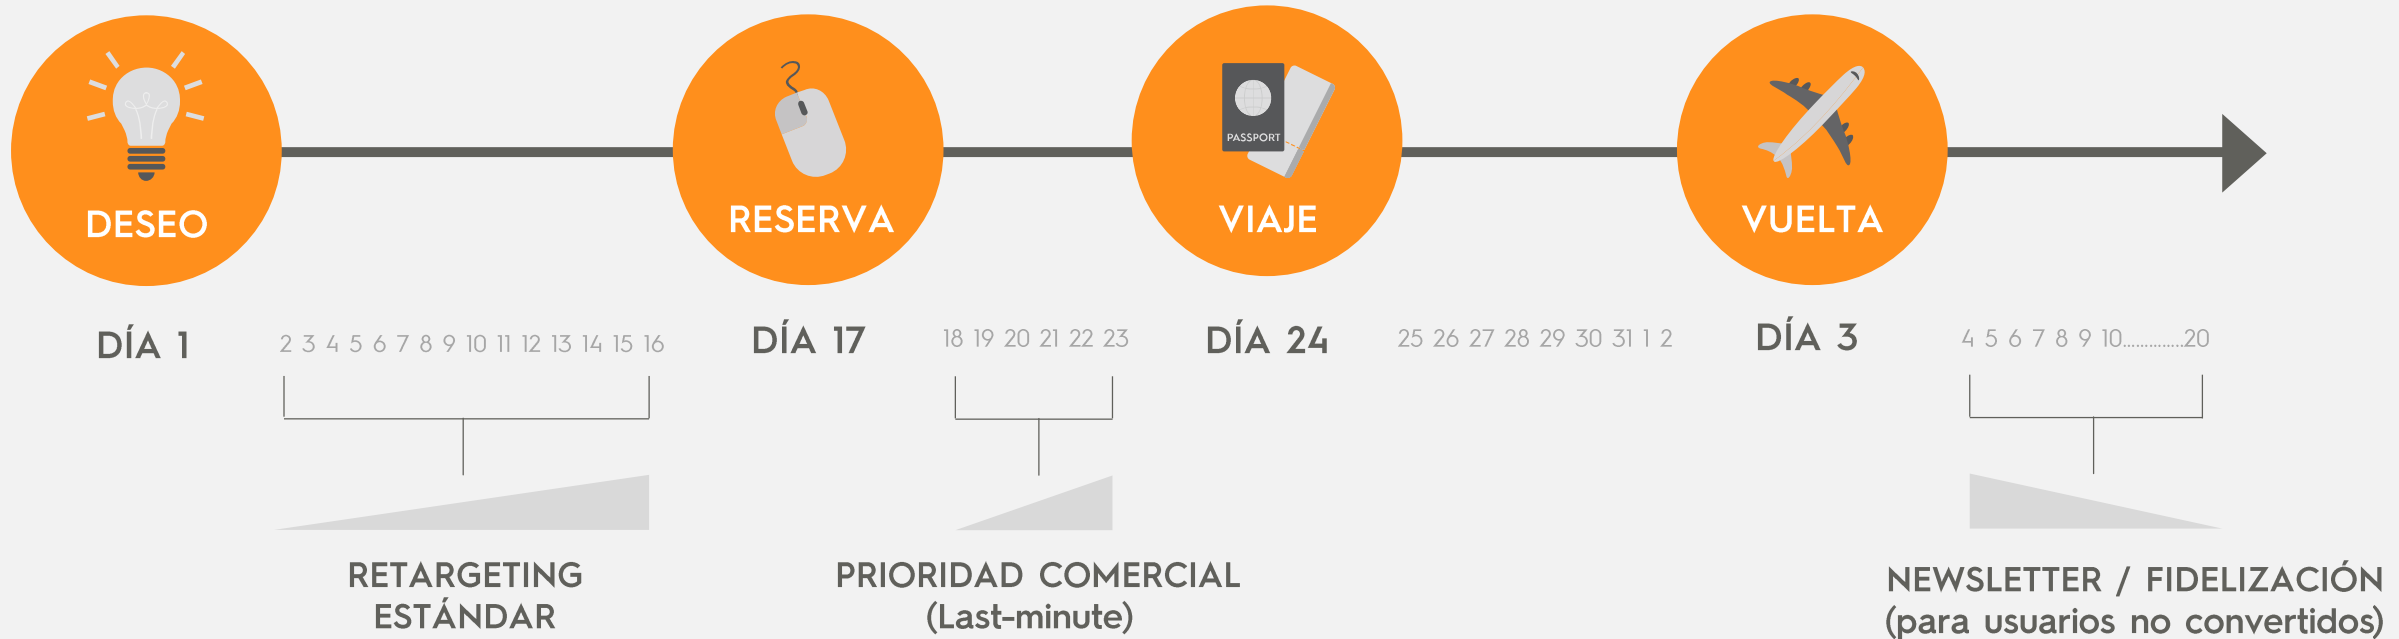 PASSPORT
DESEO
RESERVA
VIAJE
VUELTA
DÍA 1
2 3 4 5 6 7 8 9 10 11 12 13 14 15 16
DÍA 17
18 19 20 21 22 23
DÍA 24
25 26 27 28 29 30 31 1 2
DÍA 3
4 5 6 7 8 9 10..............20
RETARGETING
ESTÁNDAR
PRIORIDAD COMERCIAL
(Last-minute)
NEWSLETTER / FIDELIZACIÓN
(para usuarios no convertidos)